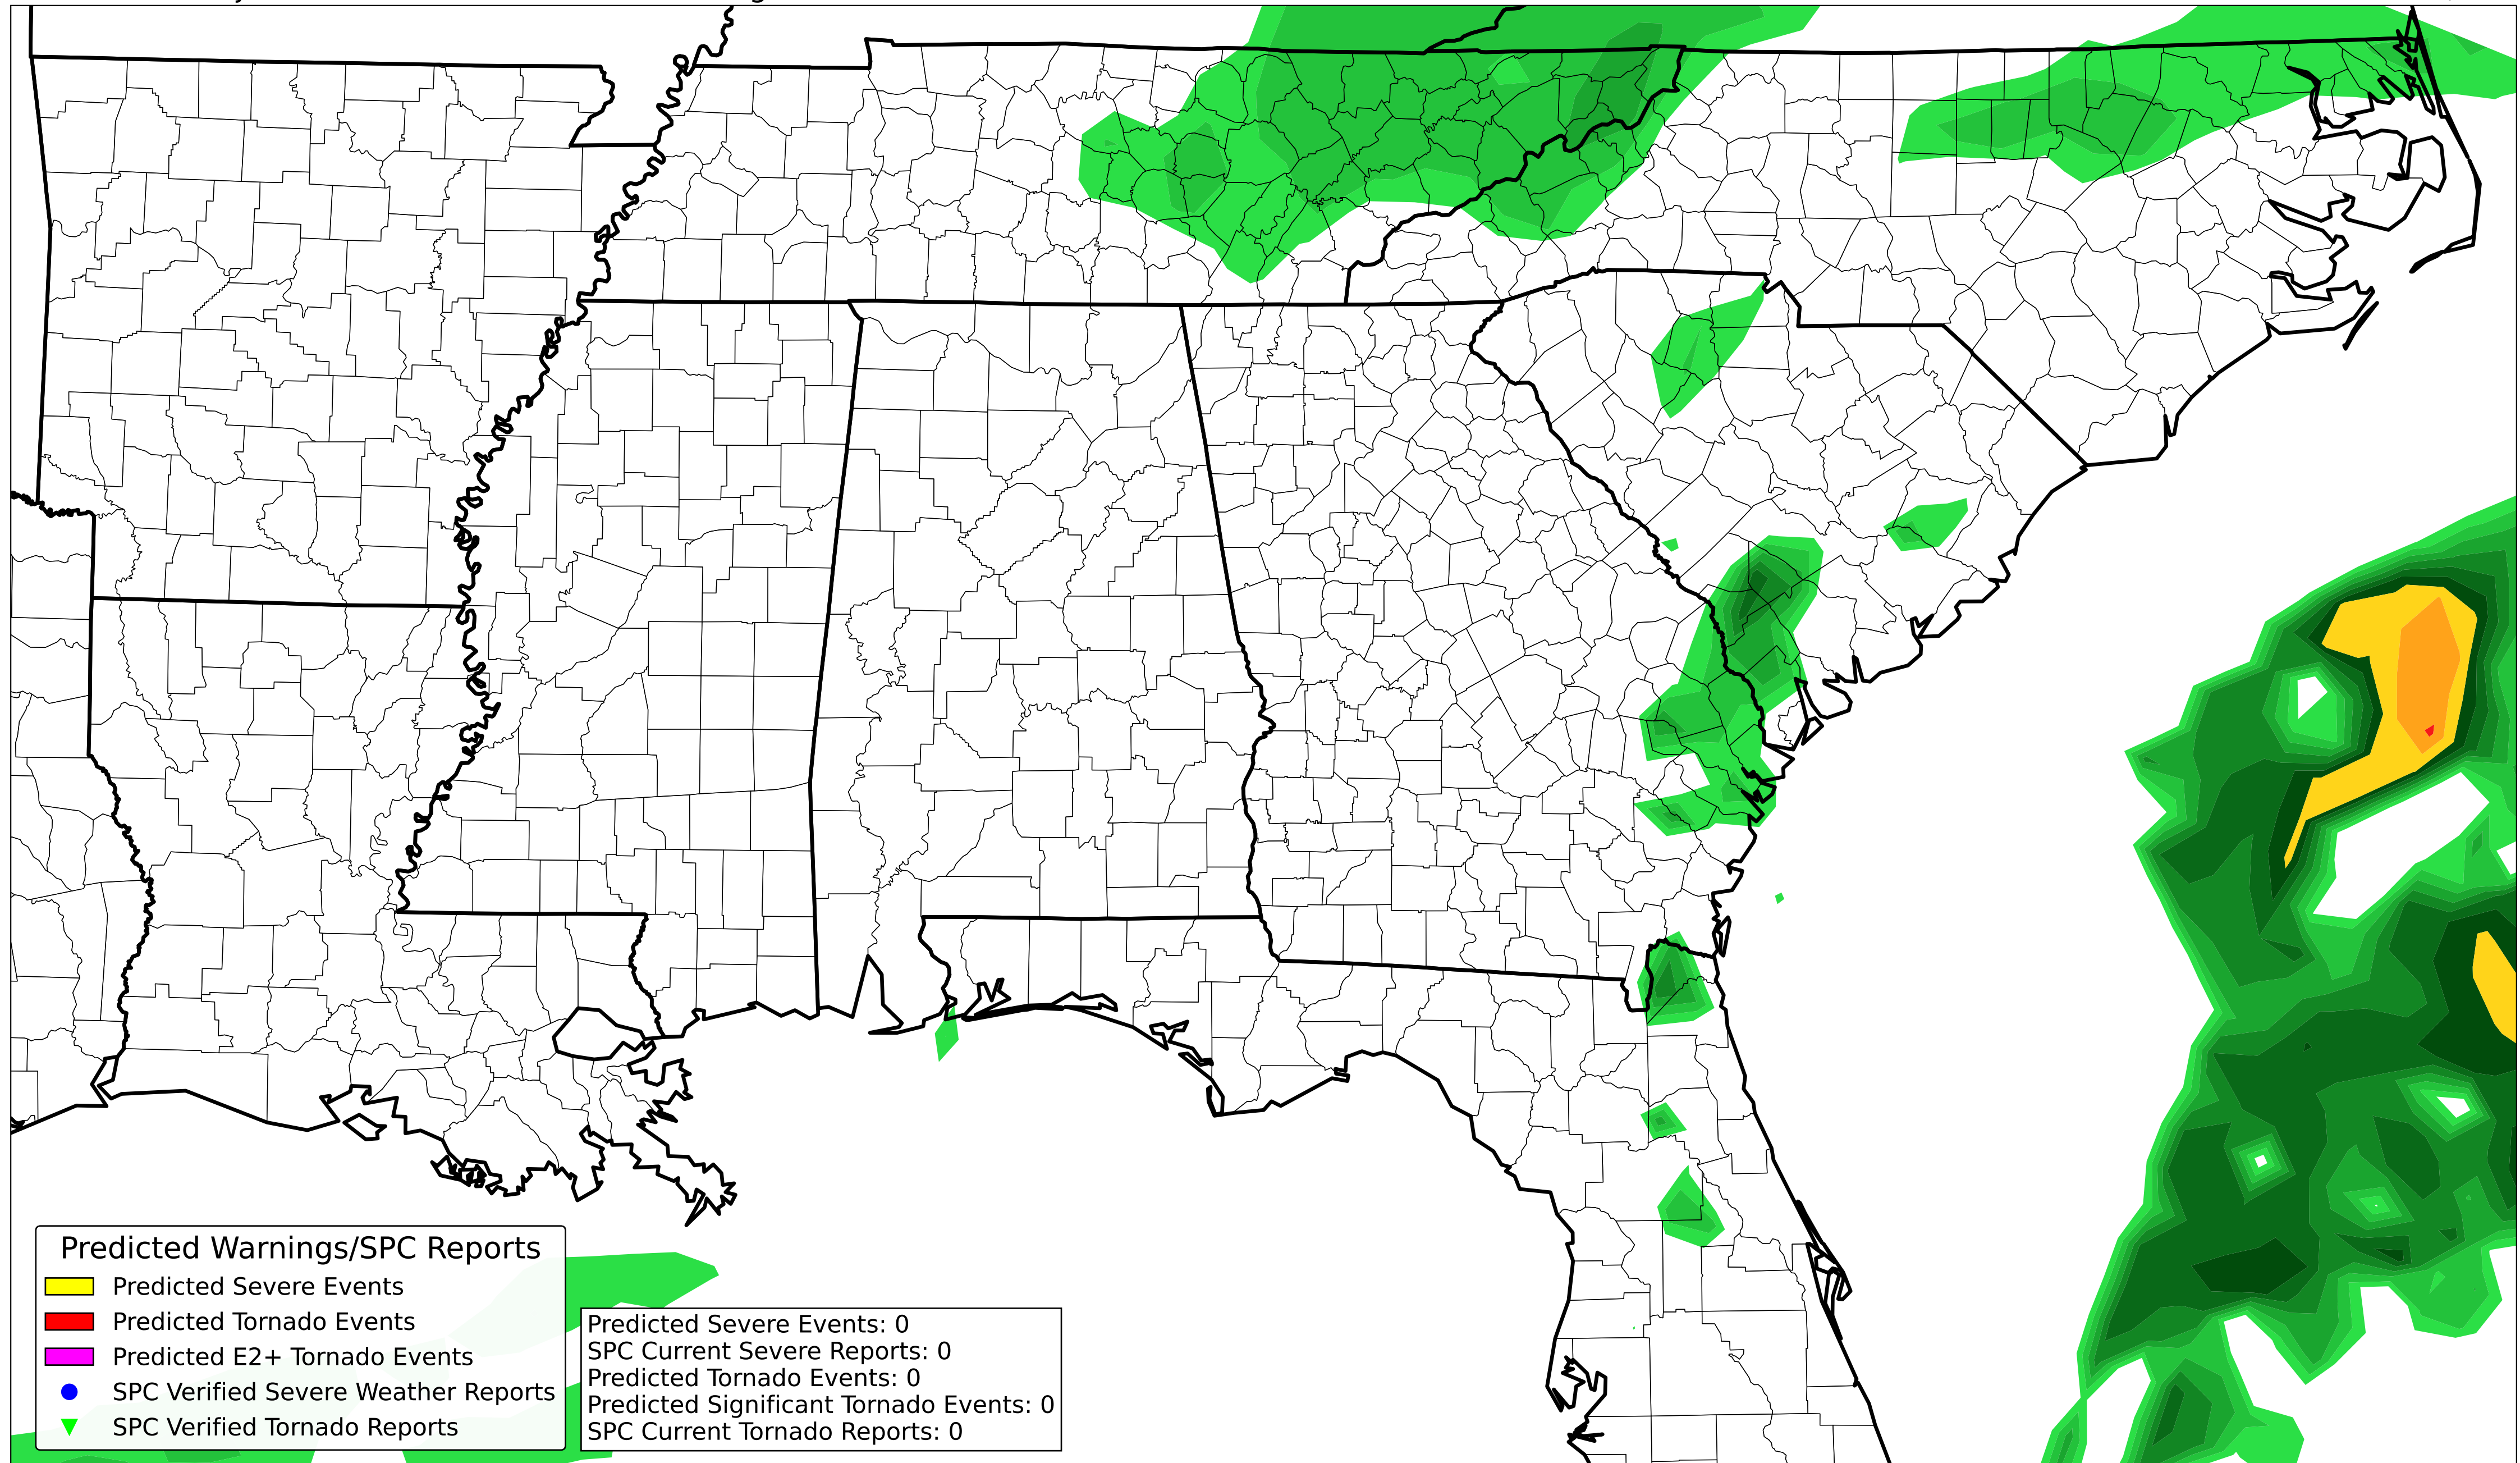 Predicted Warnings/SPC Reports
Predicted Severe Events
Predicted Tornado Events
Predicted E2+ Tornado Events
SPC Verified Severe Weather Reports
SPC Verified Tornado Reports
Predicted Severe Events: 0
SPC Current Severe Reports: 0
Predicted Tornado Events: 0
Predicted Significant Tornado Events: 0
SPC Current Tornado Reports: 0